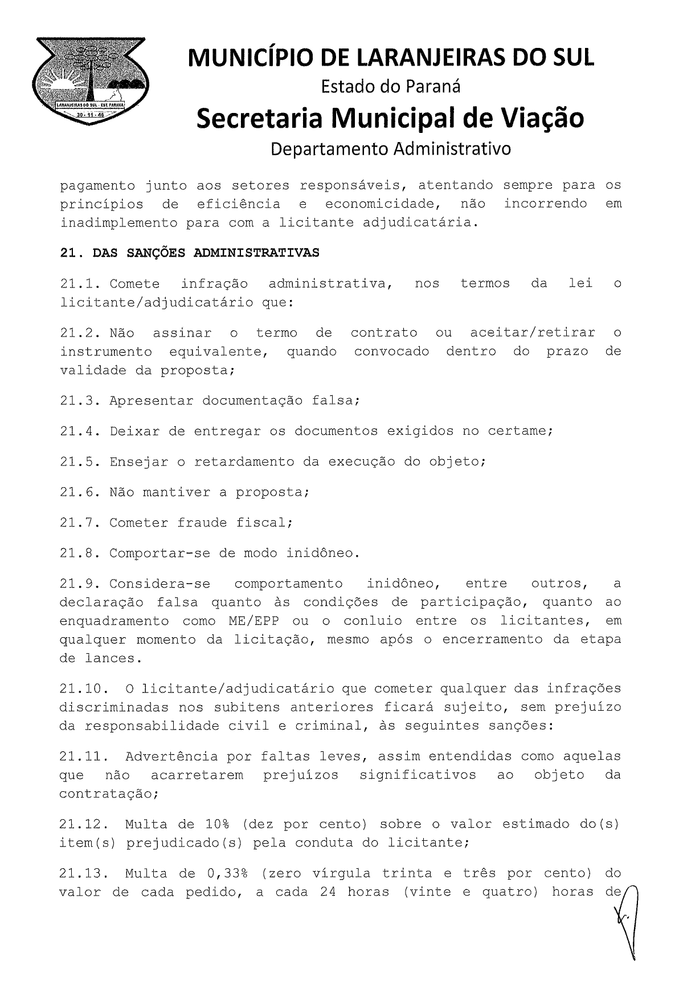 LARANJEIRAS DO SUL - EST. PARANÁ
30-11-46
MUNICÍPIO DE LARANJEIRAS DO SUL
Estado do Paraná
Secretaria Municipal de Viação
Departamento Administrativo
pagamento junto aos setores responsáveis, atentando sempre para os
princípios de eficiência e economicidade, não incorrendo em
inadimplemento para com a licitante adjudicatária.
21. DAS SANÇÕES ADMINISTRATIVAS
21.1. Comete infração administrativa, nos termos da lei o
licitante/adjudicatário que:
21.2. Não assinar o termo de contrato ou aceitar/retirar o
instrumento equivalente, quando convocado dentro do prazo de
validade da proposta;
21.3. Apresentar documentação falsa;
21.4. Deixar de entregar os documentos exigidos no certame;
21.5. Ensejar o retardamento da execução do objeto;
21.6. Não mantiver a proposta;
21.7. Cometer fraude fiscal;
21.8. Comportar-se de modo inidôneo.
21.9. Considera-se comportamento inidôneo, entre outros, a
declaração falsa quanto às condições de participação, quanto ao
enquadramento como ME/EPP ou o conluio entre os licitantes, em
qualquer momento da licitação, mesmo após o encerramento da etapa
de lances.
21.10. O licitante/adjudicatário que cometer qualquer das infrações
discriminadas nos subitens anteriores ficará sujeito, sem prejuízo
da responsabilidade civil e criminal, às seguintes sanções:
21.11. Advertência por faltas leves, assim entendidas como aquelas
que não acarretarem prejuízos significativos ao objeto da
contratação;
21.12. Multa de 10% (dez por cento) sobre o valor estimado do(s)
item(s) prejudicado(s) pela conduta do licitante;
21.13. Multa de 0,33% (zero vírgula trinta e três por cento) do
valor de cada pedido, a cada 24 horas (vinte e quatro) horas de